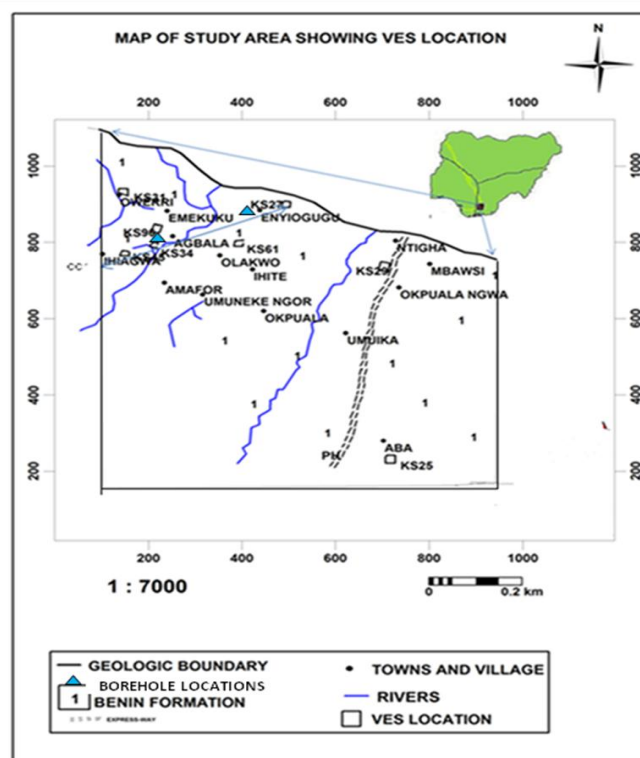 MAP OF STUDY AREA SHOWING VES LOCATION
N
200 400 600 800 1000
1000 1000
1
KS31
OWERRI
1
KS27
EMEKUKU
ENYIOGUGU
800 800
KS90
1
AGBALA
KS61
NTIGHA
KS34
1
OLAKWO
CC'
IHIAGWA
IHITE
KS29
MBAWSI
1
AMAFOR
OKPUALA NGWA
UMUNEKE NGOR
600 600
OKPUALA
1
1
UMUIKA
1
1
400 400
1
1
1
1
ABA
PH
KS25
200 200
200 400 600 800 1000
1 : 7000
0 0.2 km
GEOLOGIC BOUNDARY
TOWNS AND VILLAGE
BOREHOLE LOCATIONS
1 BENIN FORMATION
RIVERS
EXPRESS-WAY
VES LOCATION